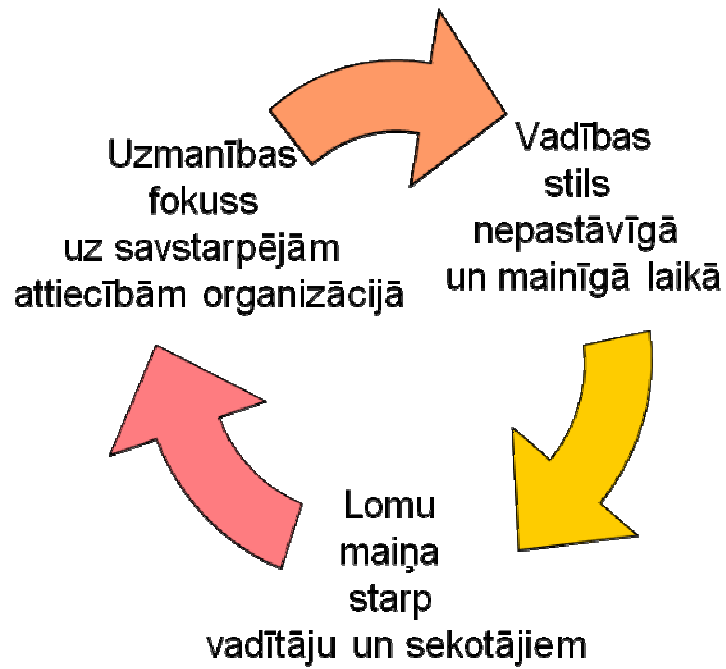 Uzmanības
fokuss
uz savstarpējām
attiecībām organizācijā
Vadības
stils
nepastāvīgā
un mainīgā laikā
Lomu
maiņa
starp
vadītāju un sekotājiem